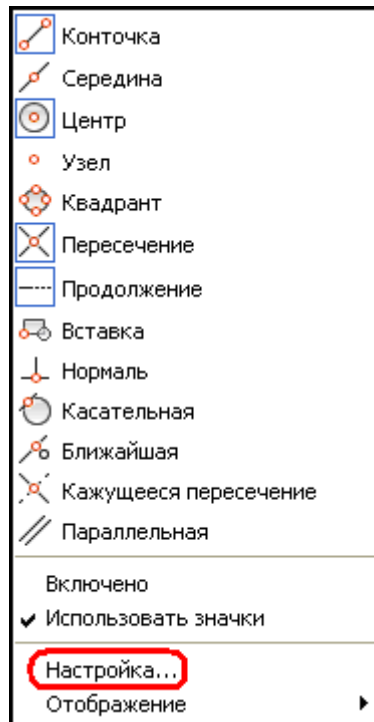 Конточка
Середина
Центр
Узел
Квадрант
Пересечение
Продолжение
Вставка
Нормаль
Касательная
Ближайшая
Кажущееся пересечение
Параллельная
Включено
Использовать значки
Настройка...
Отображение